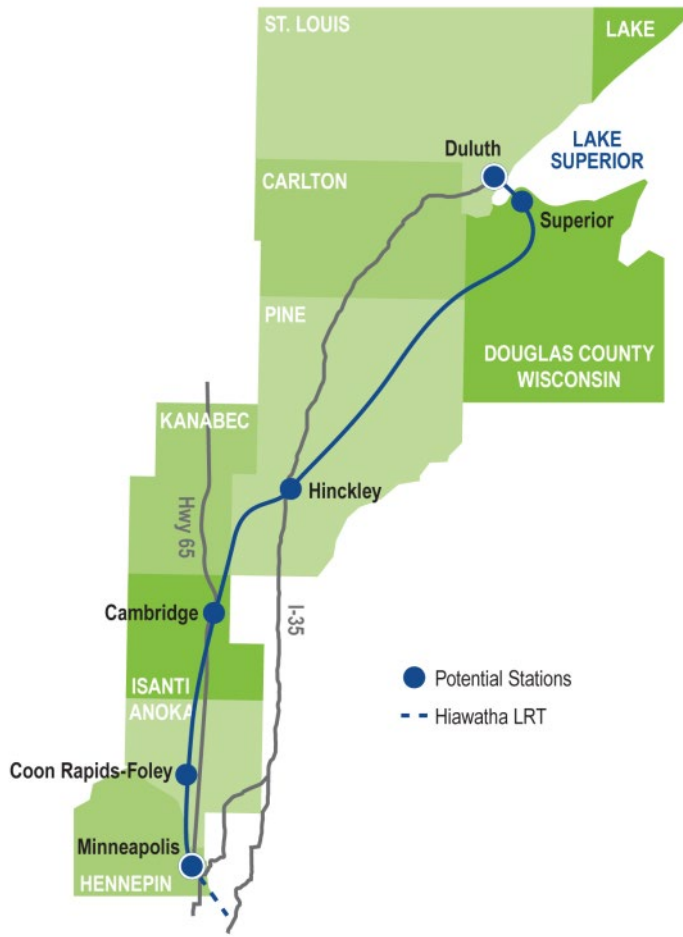 ST. LOUIS
LAKE
LAKE
SUPERIOR
Duluth
CARLTON
Superior
PINE
DOUGLAS COUNTY
WISCONSIN
KANABEC
Hinckley
Hwy 65
Cambridge
I-35
Potential Stations
ISANTI
Hiawatha LRT
ANOKA
Coon Rapids-Foley
Minneapolis
HENNEPIN